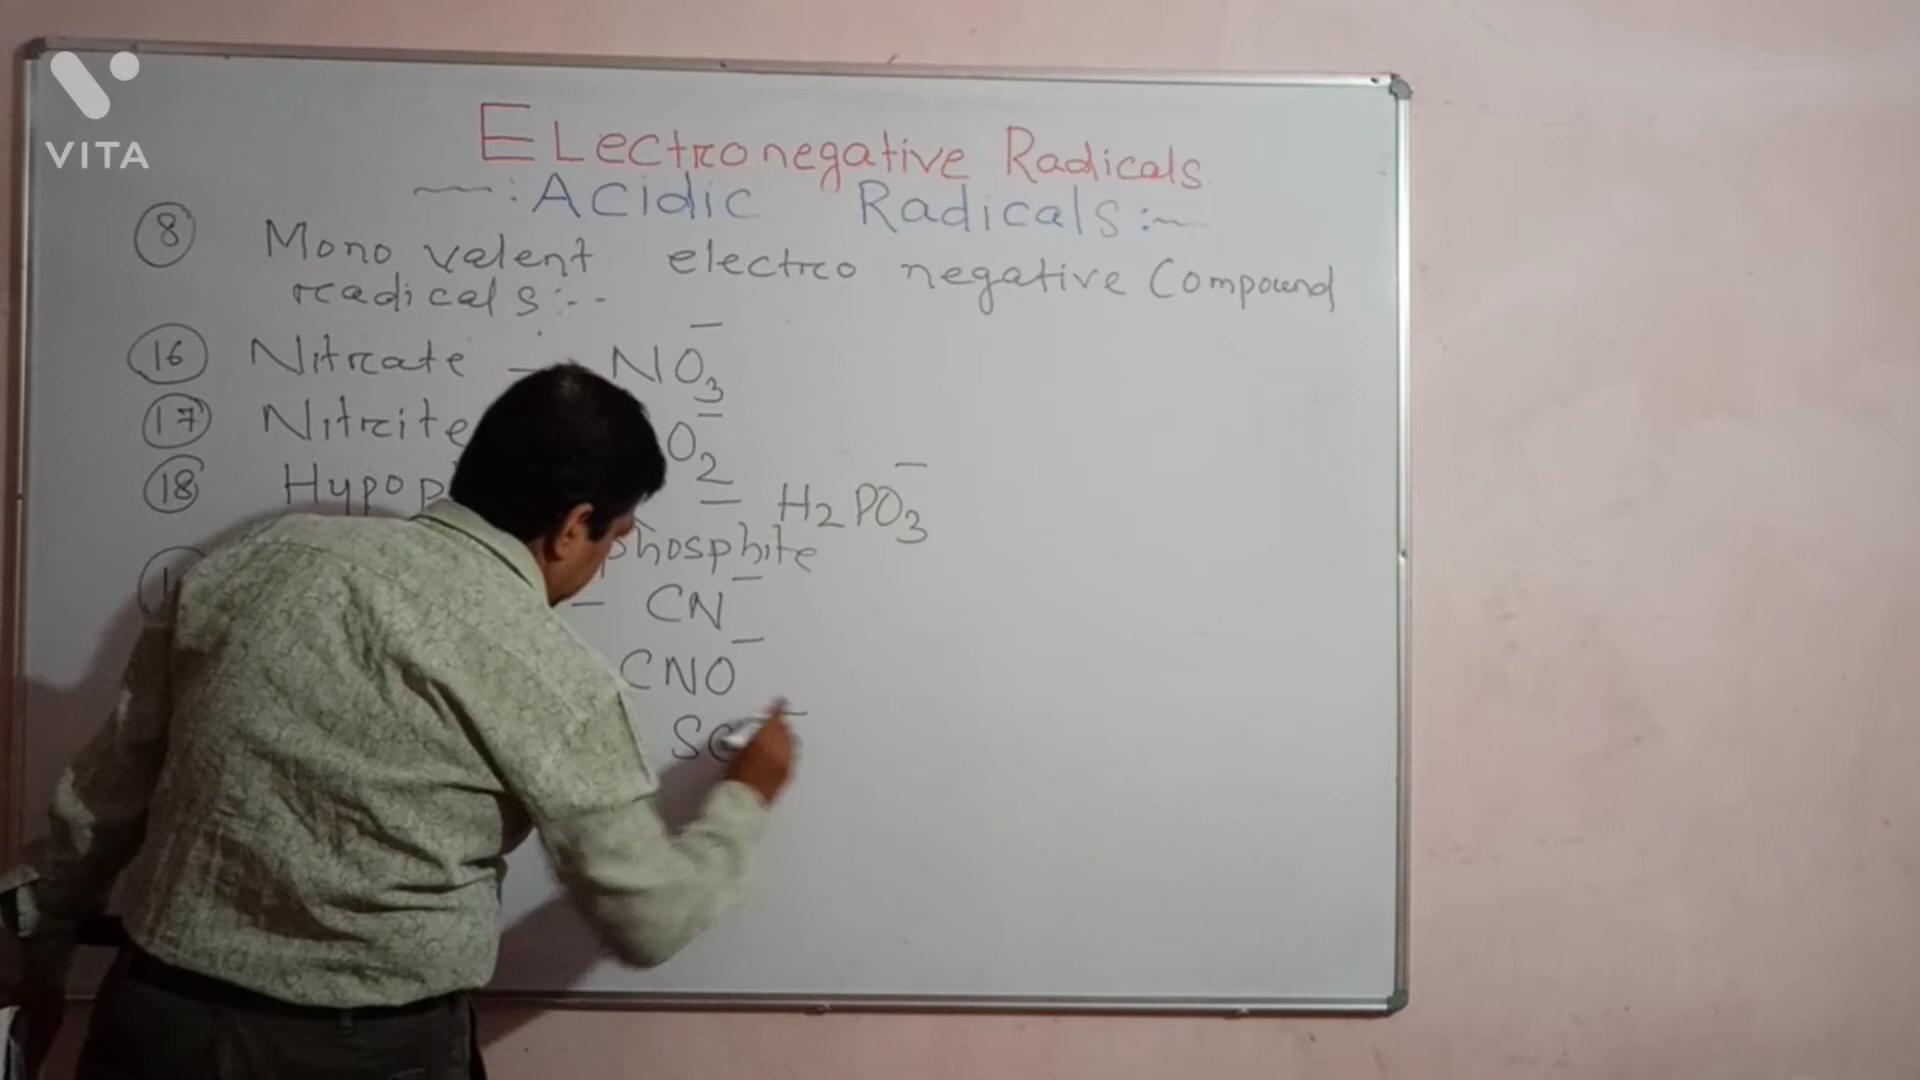 VITA
Electronegative Radicals
~:Acidic Radicals:~
8 Mono valent electro negative Compound
radicals:--
16 Nitrate - NO₃⁻
17 Nitrite O₂⁻
18 H₂PO₃⁻
phosphite
- CN⁻
CNO⁻